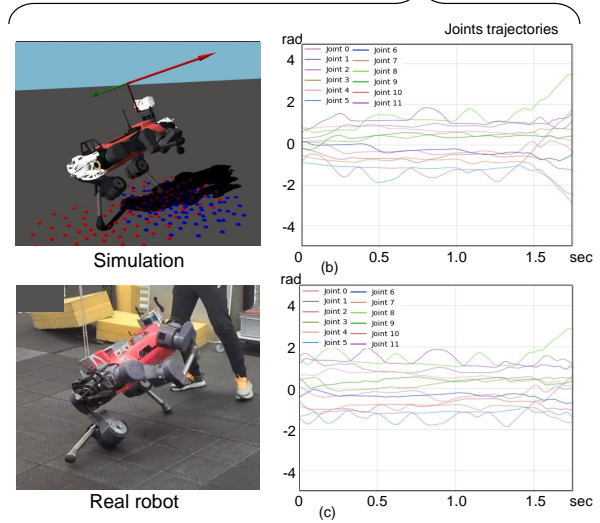 Joints trajectories
rad
4
2
0
-2
-4
Joint 0 Joint 6
Joint 1 Joint 7
Joint 2 Joint 8
Joint 3 Joint 9
Joint 4 Joint 10
Joint 5 Joint 11
0 0.5 1.0 1.5 sec
(b)
Simulation
rad
4
2
0
-2
-4
Joint 0 Joint 6
Joint 1 Joint 7
Joint 2 Joint 8
Joint 3 Joint 9
Joint 4 Joint 10
Joint 5 Joint 11
0 0.5 1.0 1.5 sec
(c)
Real robot